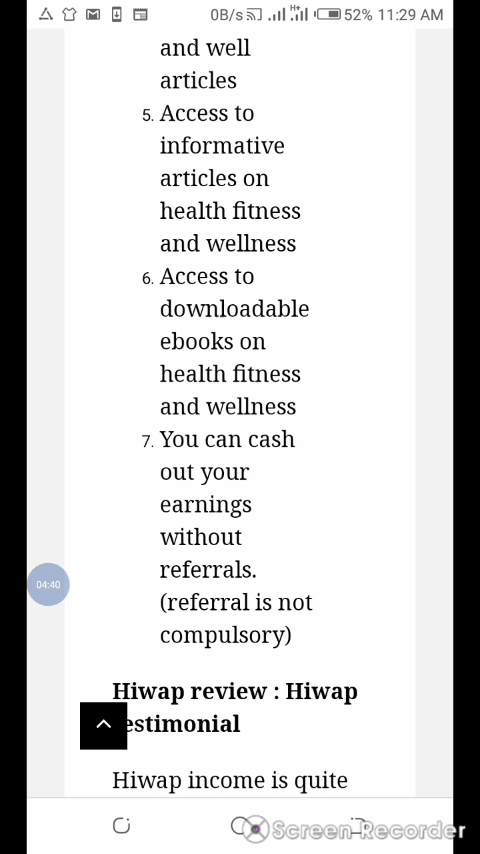 0B/s H+ 52% 11:29 AM
and well
articles
5. Access to
informative
articles on
health fitness
and wellness
6. Access to
downloadable
ebooks on
health fitness
and wellness
7. You can cash
out your
earnings
without
referrals.
04:40
(referral is not
compulsory)
Hiwap review : Hiwap
estimonial
Hiwap income is quite
Screen Recorder